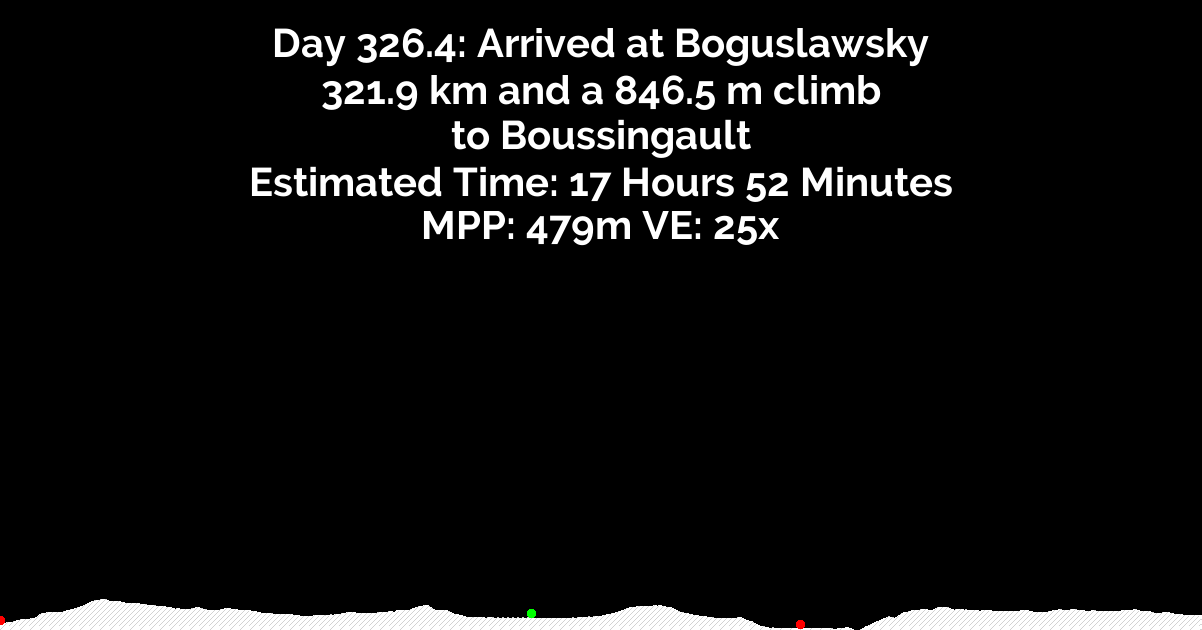 Day 326.4: Arrived at Boguslawsky
321.9 km and a 846.5 m climb
to Boussingault
Estimated Time: 17 Hours 52 Minutes
MPP: 479m VE: 25x